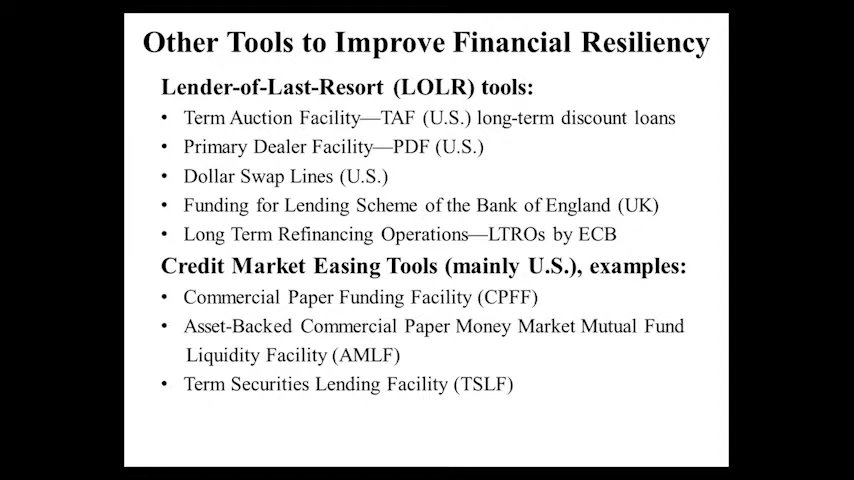 Other Tools to Improve Financial Resiliency
Lender-of-Last-Resort (LOLR) tools:
• Term Auction Facility—TAF (U.S.) long-term discount loans
• Primary Dealer Facility—PDF (U.S.)
• Dollar Swap Lines (U.S.)
• Funding for Lending Scheme of the Bank of England (UK)
• Long Term Refinancing Operations—LTROs by ECB
Credit Market Easing Tools (mainly U.S.), examples:
• Commercial Paper Funding Facility (CPFF)
• Asset-Backed Commercial Paper Money Market Mutual Fund
Liquidity Facility (AMLF)
• Term Securities Lending Facility (TSLF)